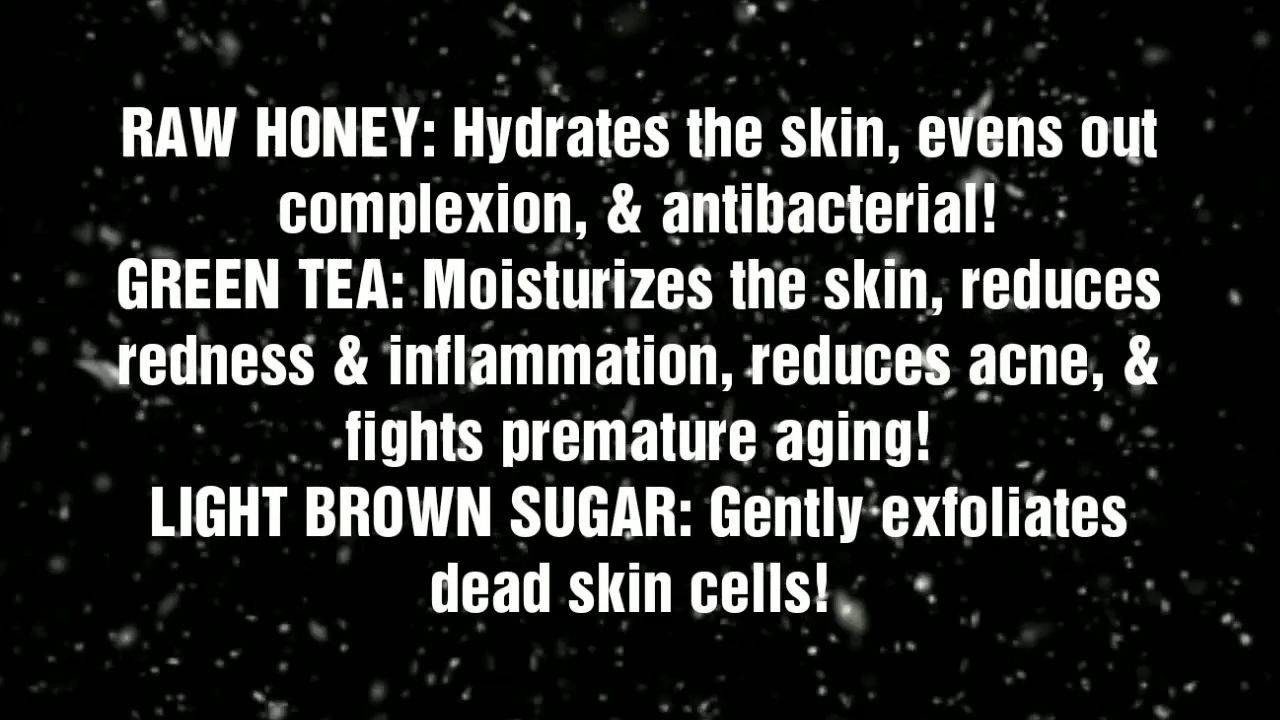 RAW HONEY: Hydrates the skin, evens out
complexion, & antibacterial!
GREEN TEA: Moisturizes the skin, reduces
redness & inflammation, reduces acne, &
fights premature aging!
LIGHT BROWN SUGAR: Gently exfoliates
dead skin cells!